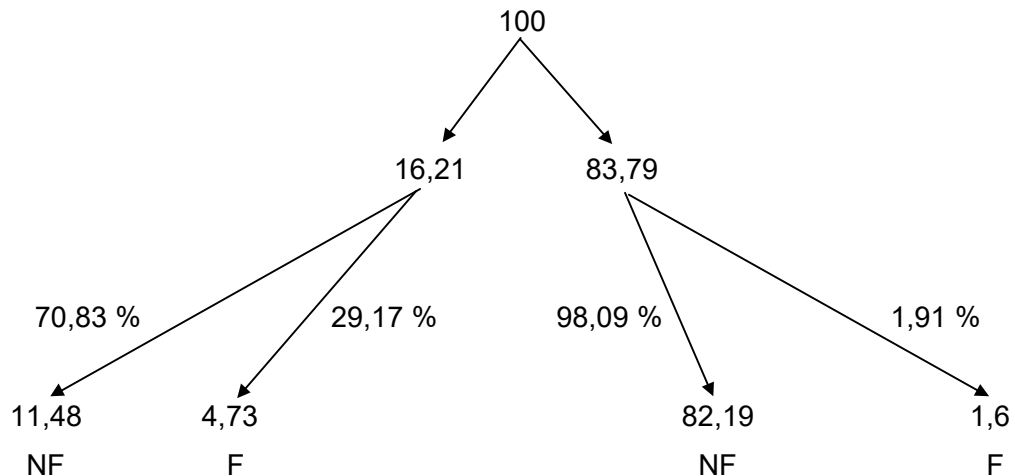 100
16,21 83,79
70,83 % 29,17 % 98,09 % 1,91 %
11,48 4,73 82,19 1,6
NF F NF F